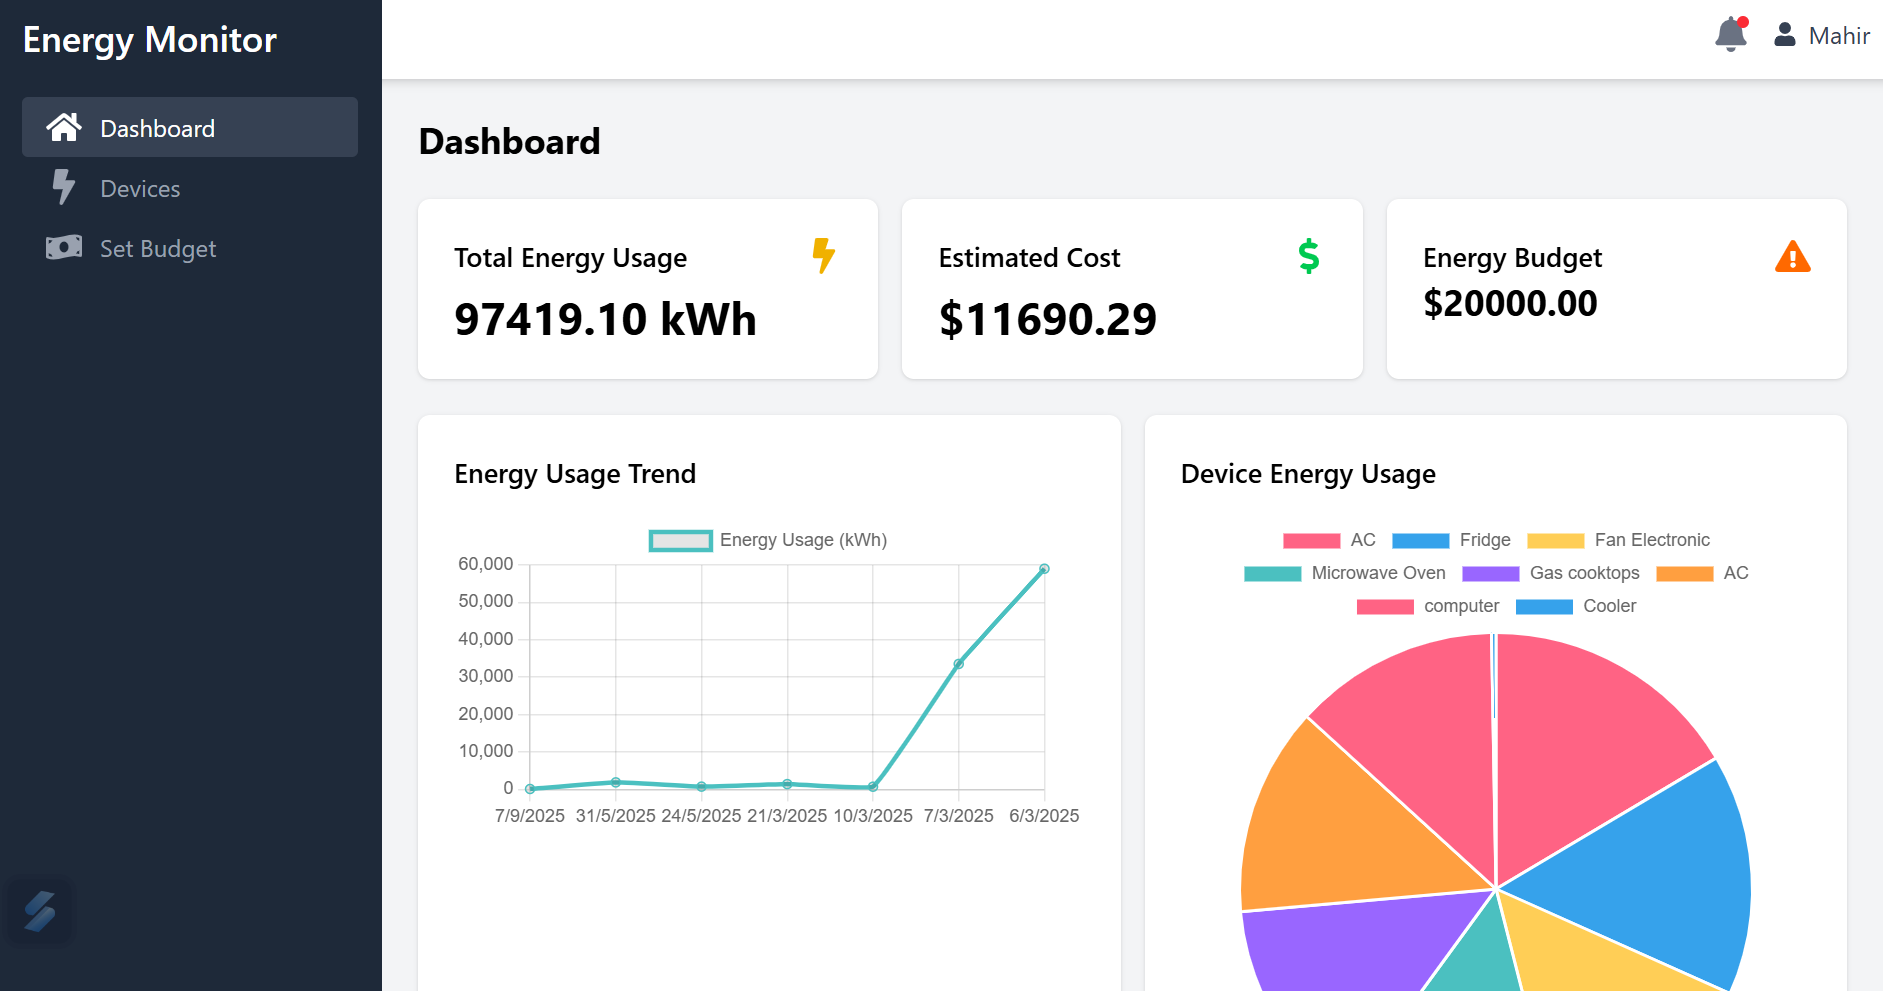 Energy Monitor
Mahir
Dashboard
Devices
Set Budget
Dashboard
Total Energy Usage
97419.10 kWh
Estimated Cost
$11690.29
Energy Budget
$20000.00
Energy Usage Trend
Energy Usage (kWh)
60,000
50,000
40,000
30,000
20,000
10,000
0
7/9/2025 31/5/2025 24/5/2025 21/3/2025 10/3/2025 7/3/2025 6/3/2025
Device Energy Usage
AC Fridge Fan Electronic
Microwave Oven Gas cooktops AC
computer Cooler